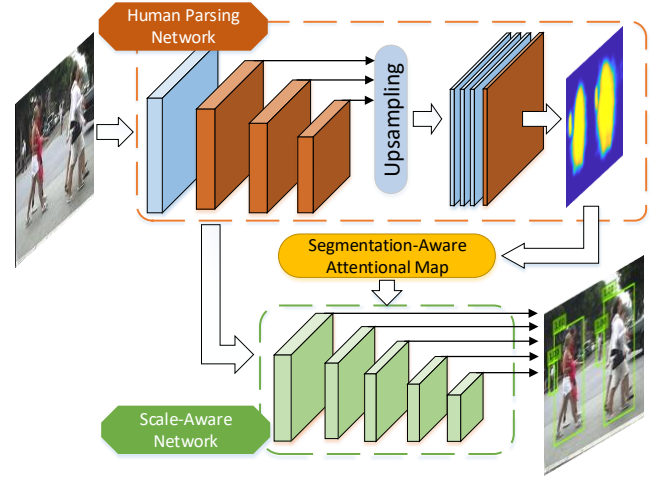 Human Parsing
Network
Upsampling
Segmentation-Aware
Attentional Map
Scale-Aware
Network